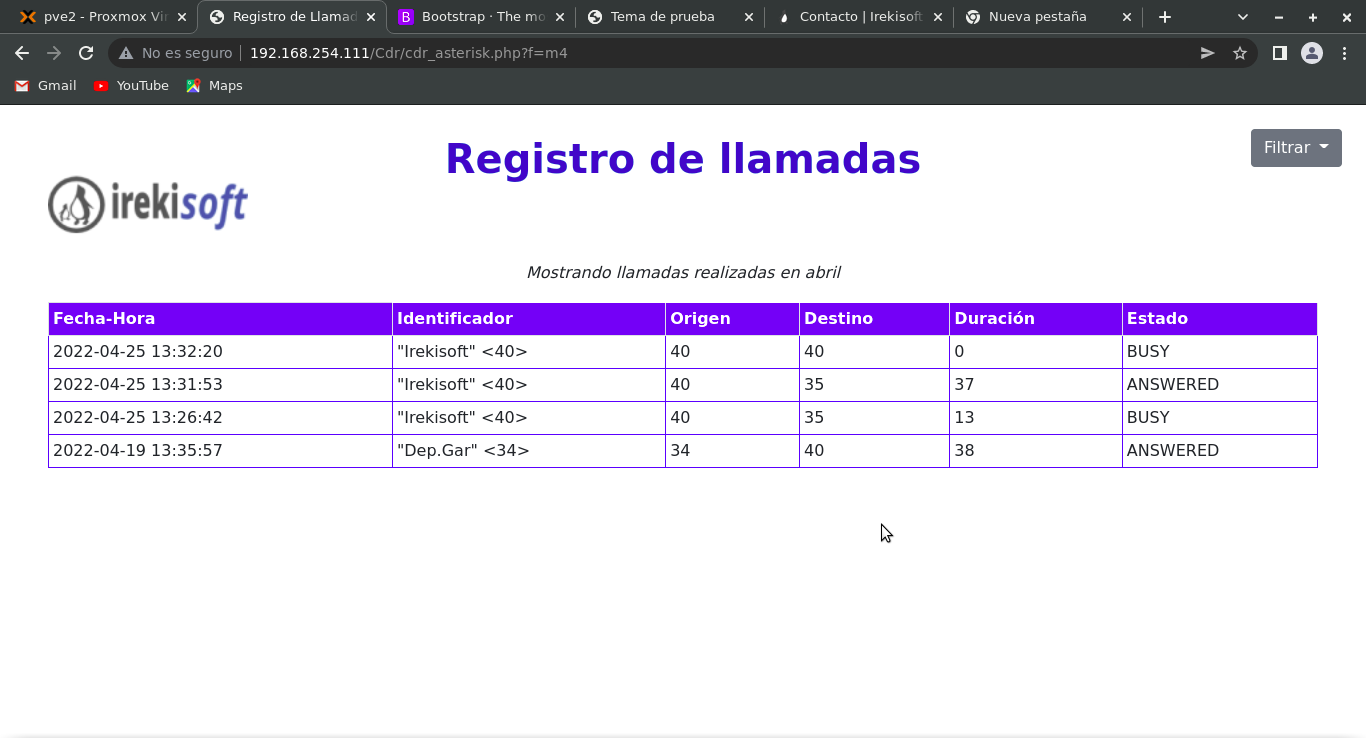 pve2 - Proxmox Vi
Registro de Llamad
Bootstrap · The mo
Tema de prueba
Contacto | Irekisoft
Nueva pestaña
No es seguro
192.168.254.111/Cdr/cdr_asterisk.php?f=m4
Gmail
YouTube
Maps
Registro de llamadas
Filtrar
irekisoft
Mostrando llamadas realizadas en abril
Fecha-Hora Identificador Origen Destino Duración Estado
2022-04-25 13:32:20 "Irekisoft" <40> 40 40 0 BUSY
2022-04-25 13:31:53 "Irekisoft" <40> 40 35 37 ANSWERED
2022-04-25 13:26:42 "Irekisoft" <40> 40 35 13 BUSY
2022-04-19 13:35:57 "Dep.Gar" <34> 34 40 38 ANSWERED